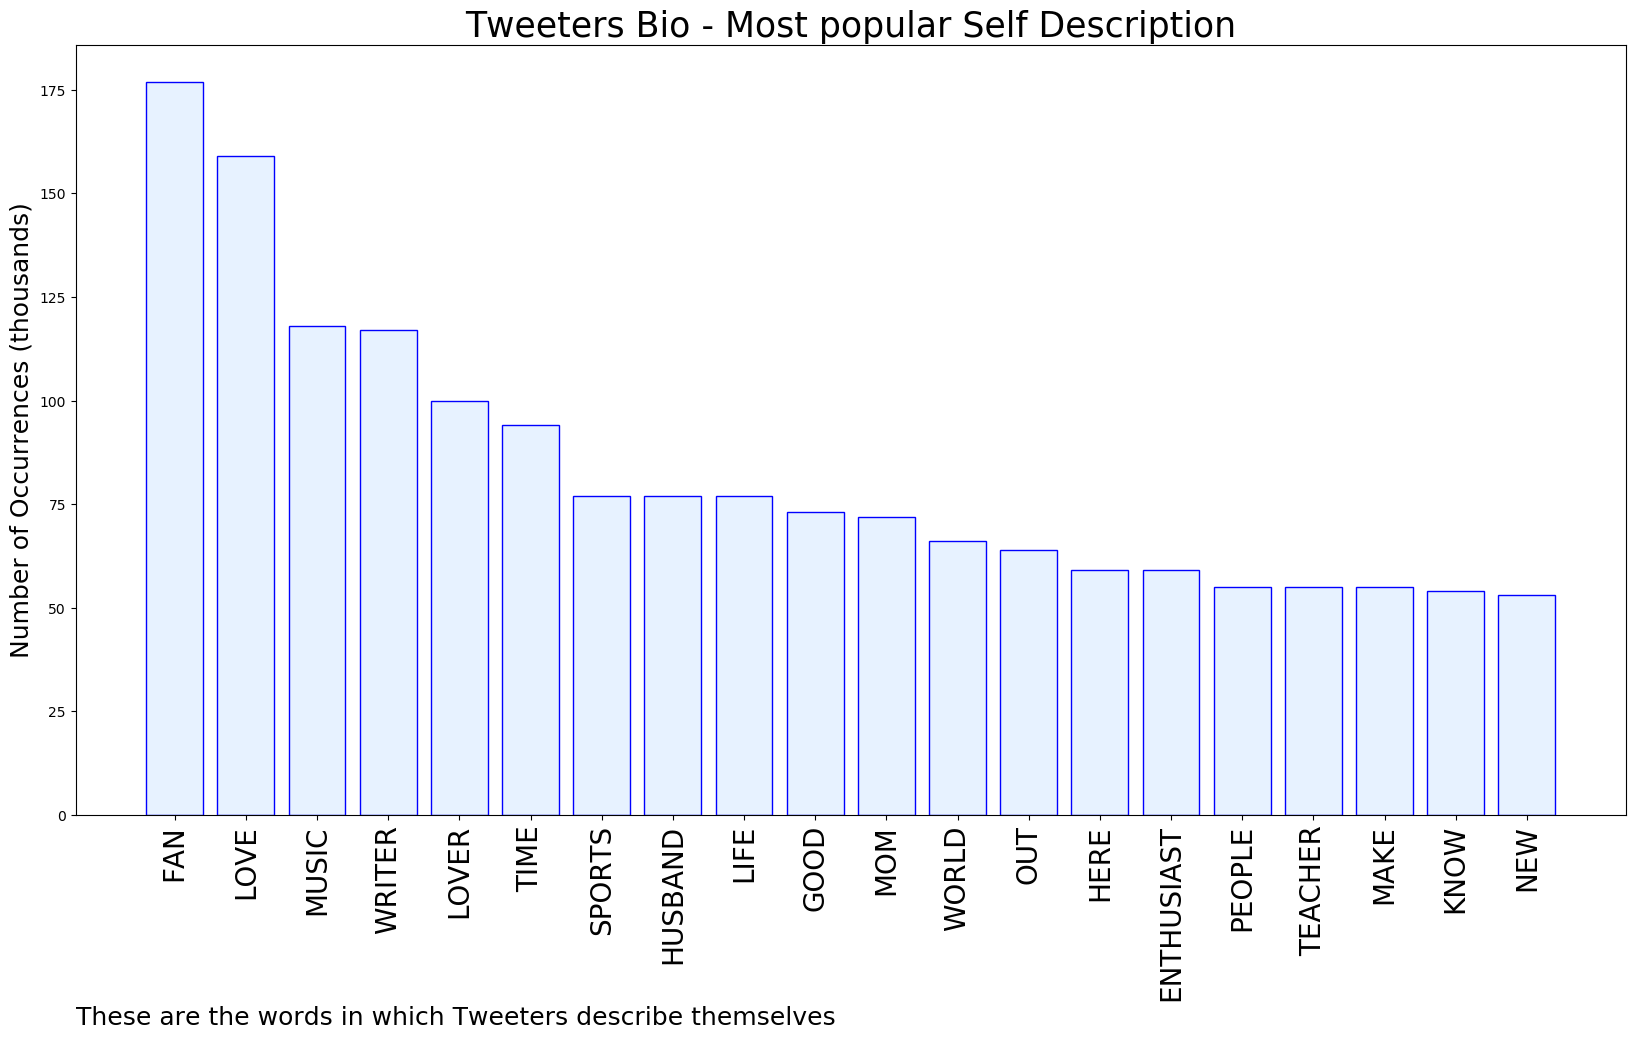 Tweeters Bio - Most popular Self Description
Number of Occurrences (thousands)
175
150
125
100
75
50
25
0
FAN
LOVE
MUSIC
WRITER
LOVER
TIME
SPORTS
HUSBAND
LIFE
GOOD
MOM
WORLD
OUT
HERE
ENTHUSIAST
PEOPLE
TEACHER
MAKE
KNOW
NEW
These are the words in which Tweeters describe themselves